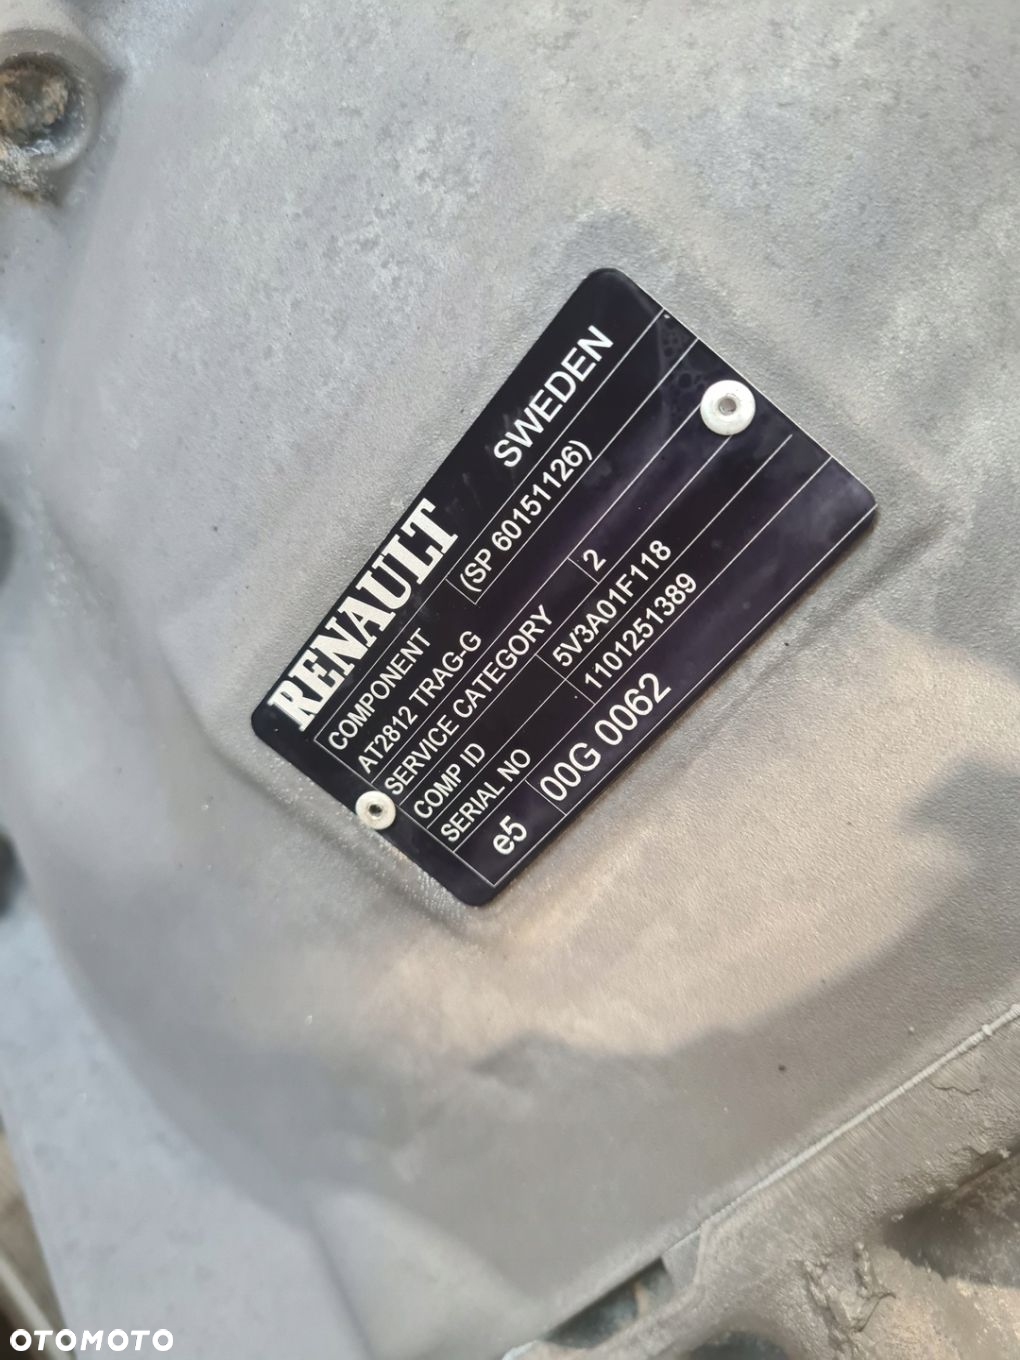 RENAULT SWEDEN
COMPONENT (SP 60151126)
AT2812 TRAG-G
SERVICE CATEGORY 2
COMP ID 5V3A01F118
SERIAL NO 1101251389
e5 00G 0062
OTOMOTO